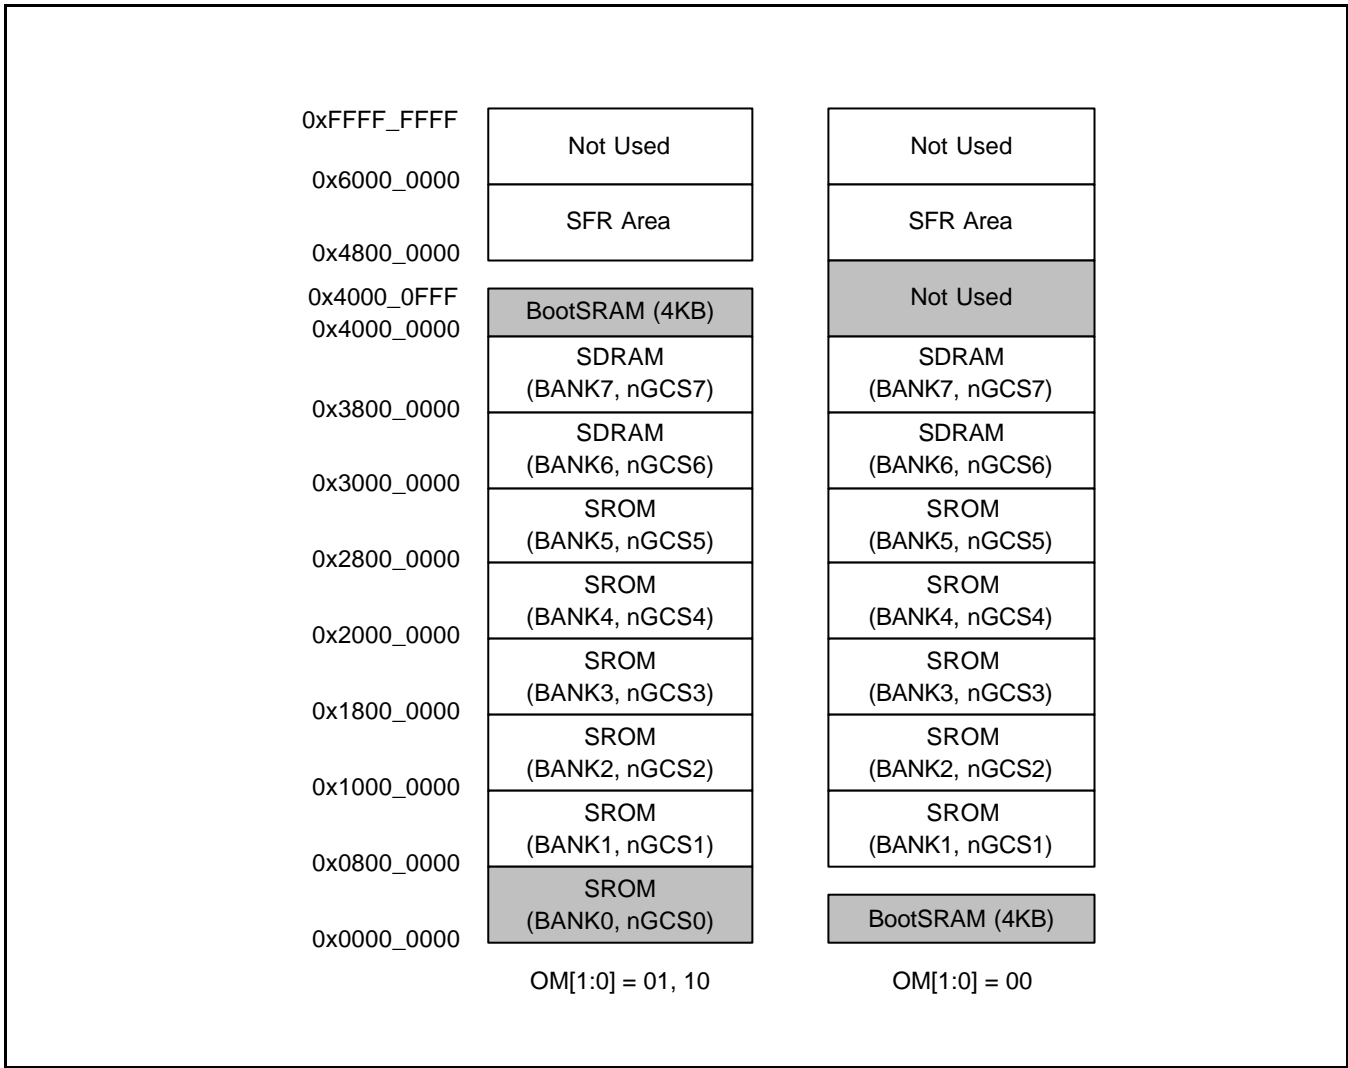 0xFFFF_FFFF
Not Used
Not Used
0x6000_0000
SFR Area
SFR Area
0x4800_0000
0x4000_0FFF
Not Used
BootSRAM (4KB)
0x4000_0000
SDRAM
(BANK7, nGCS7)
SDRAM
(BANK7, nGCS7)
0x3800_0000
SDRAM
(BANK6, nGCS6)
SDRAM
(BANK6, nGCS6)
0x3000_0000
SROM
(BANK5, nGCS5)
SROM
(BANK5, nGCS5)
0x2800_0000
SROM
(BANK4, nGCS4)
SROM
(BANK4, nGCS4)
0x2000_0000
SROM
(BANK3, nGCS3)
SROM
(BANK3, nGCS3)
0x1800_0000
SROM
(BANK2, nGCS2)
SROM
(BANK2, nGCS2)
0x1000_0000
SROM
(BANK1, nGCS1)
SROM
(BANK1, nGCS1)
0x0800_0000
SROM
(BANK0, nGCS0)
BootSRAM (4KB)
0x0000_0000
OM[1:0] = 01, 10
OM[1:0] = 00